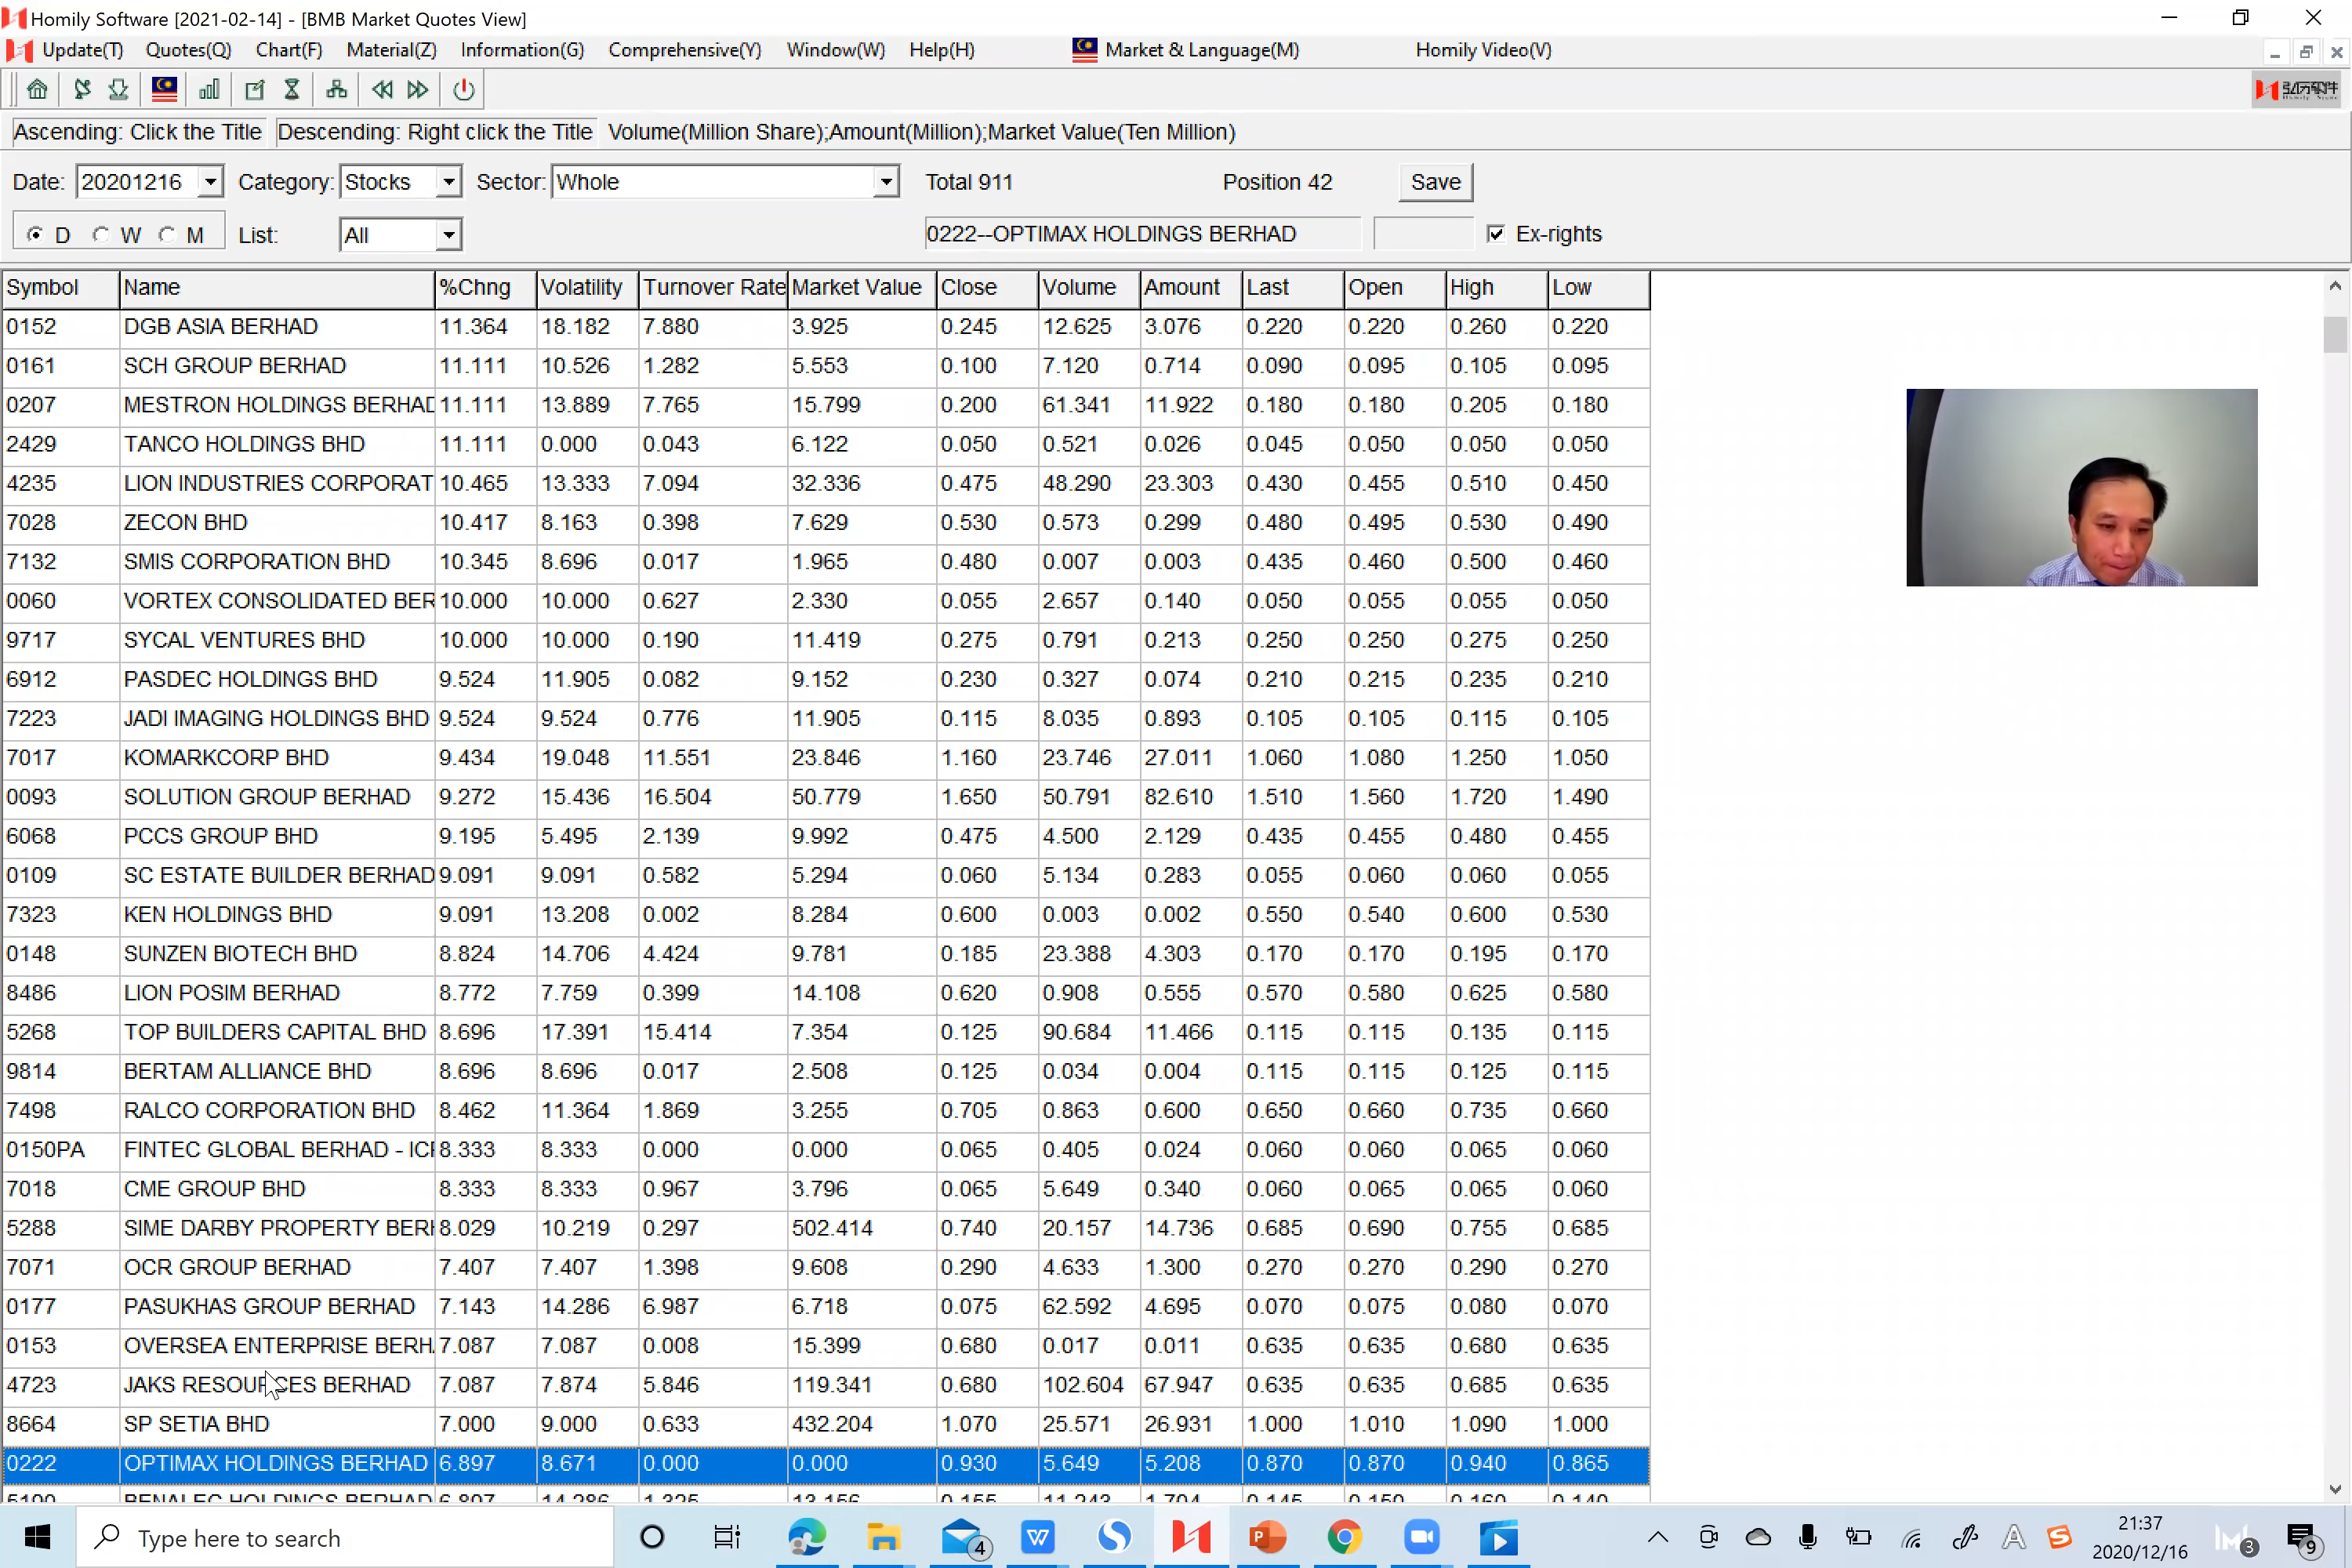 Homily Software [2021-02-14] - [BMB Market Quotes View]
Update(T) Quotes(Q) Chart(F) Material(Z) Information(G) Comprehensive(Y) Window(W) Help(H) Market & Language(M) Homily Video(V)
弘历软件
Ascending: Click the Title Descending: Right click the Title Volume(Million Share);Amount(Million);Market Value(Ten Million)
Date: 20201216 Category: Stocks Sector: Whole Total 911 Position 42 Save
D W M List: All 0222--OPTIMAX HOLDINGS BERHAD Ex-rights
Symbol Name %Chng Volatility Turnover Rate Market Value Close Volume Amount Last Open High Low
0152 DGB ASIA BERHAD 11.364 18.182 7.880 3.925 0.245 12.625 3.076 0.220 0.220 0.260 0.220
0161 SCH GROUP BERHAD 11.111 10.526 1.282 5.553 0.100 7.120 0.714 0.090 0.095 0.105 0.095
0207 MESTRON HOLDINGS BERHAD 11.111 13.889 7.765 15.799 0.200 61.341 11.922 0.180 0.180 0.205 0.180
2429 TANCO HOLDINGS BHD 11.111 0.000 0.043 6.122 0.050 0.521 0.026 0.045 0.050 0.050 0.050
4235 LION INDUSTRIES CORPORAT 10.465 13.333 7.094 32.336 0.475 48.290 23.303 0.430 0.455 0.510 0.450
7028 ZECON BHD 10.417 8.163 0.398 7.629 0.530 0.573 0.299 0.480 0.495 0.530 0.490
7132 SMIS CORPORATION BHD 10.345 8.696 0.017 1.965 0.480 0.007 0.003 0.435 0.460 0.500 0.460
0060 VORTEX CONSOLIDATED BER 10.000 10.000 0.627 2.330 0.055 2.657 0.140 0.050 0.055 0.055 0.050
9717 SYCAL VENTURES BHD 10.000 10.000 0.190 11.419 0.275 0.791 0.213 0.250 0.250 0.275 0.250
6912 PASDEC HOLDINGS BHD 9.524 11.905 0.082 9.152 0.230 0.327 0.074 0.210 0.215 0.235 0.210
7223 JADI IMAGING HOLDINGS BHD 9.524 9.524 0.776 11.905 0.115 8.035 0.893 0.105 0.105 0.115 0.105
7017 KOMARKCORP BHD 9.434 19.048 11.551 23.846 1.160 23.746 27.011 1.060 1.080 1.250 1.050
0093 SOLUTION GROUP BERHAD 9.272 15.436 16.504 50.779 1.650 50.791 82.610 1.510 1.560 1.720 1.490
6068 PCCS GROUP BHD 9.195 5.495 2.139 9.992 0.475 4.500 2.129 0.435 0.455 0.480 0.455
0109 SC ESTATE BUILDER BERHAD 9.091 9.091 0.582 5.294 0.060 5.134 0.283 0.055 0.060 0.060 0.055
7323 KEN HOLDINGS BHD 9.091 13.208 0.002 8.284 0.600 0.003 0.002 0.550 0.540 0.600 0.530
0148 SUNZEN BIOTECH BHD 8.824 14.706 4.424 9.781 0.185 23.388 4.303 0.170 0.170 0.195 0.170
8486 LION POSIM BERHAD 8.772 7.759 0.399 14.108 0.620 0.908 0.555 0.570 0.580 0.625 0.580
5268 TOP BUILDERS CAPITAL BHD 8.696 17.391 15.414 7.354 0.125 90.684 11.466 0.115 0.115 0.135 0.115
9814 BERTAM ALLIANCE BHD 8.696 8.696 0.017 2.508 0.125 0.034 0.004 0.115 0.115 0.125 0.115
7498 RALCO CORPORATION BHD 8.462 11.364 1.869 3.255 0.705 0.863 0.600 0.650 0.660 0.735 0.660
0150PA FINTEC GLOBAL BERHAD - ICP 8.333 8.333 0.000 0.000 0.065 0.405 0.024 0.060 0.060 0.065 0.060
7018 CME GROUP BHD 8.333 8.333 0.967 3.796 0.065 5.649 0.340 0.060 0.065 0.065 0.060
5288 SIME DARBY PROPERTY BERH 8.029 10.219 0.297 502.414 0.740 20.157 14.736 0.685 0.690 0.755 0.685
7071 OCR GROUP BERHAD 7.407 7.407 1.398 9.608 0.290 4.633 1.300 0.270 0.270 0.290 0.270
0177 PASUKHAS GROUP BERHAD 7.143 14.286 6.987 6.718 0.075 62.592 4.695 0.070 0.075 0.080 0.070
0153 OVERSEA ENTERPRISE BERH 7.087 7.087 0.008 15.399 0.680 0.017 0.011 0.635 0.635 0.680 0.635
4723 JAKS RESOURCES BERHAD 7.087 7.874 5.846 119.341 0.680 102.604 67.947 0.635 0.635 0.685 0.635
8664 SP SETIA BHD 7.000 9.000 0.633 432.204 1.070 25.571 26.931 1.000 1.010 1.090 1.000
0222 OPTIMAX HOLDINGS BERHAD 6.897 8.671 0.000 0.000 0.930 5.649 5.208 0.870 0.870 0.940 0.865
5190 BENALEC HOLDINGS BERHAD 6.897 14.286 1.325 13.156 0.155 11.243 1.704 0.145 0.150 0.160 0.140
Type here to search 4 21:37 3 9
2020/12/16